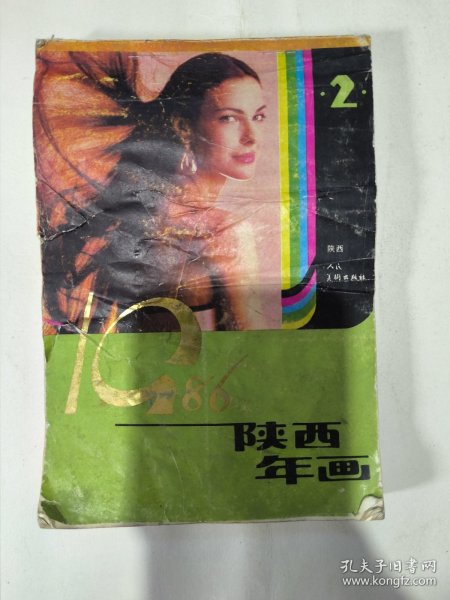 ·2·
陕西
人民
美术出版社
1986
陕西
年画
孔夫子旧书网
www.kongfz.com